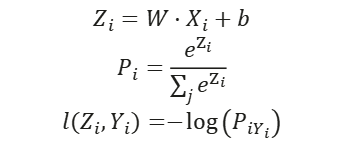 Z_i = W · X_i + b
P_i = e^{Z_i} / ∑_j e^{Z_i}
l(Z_i, Y_i) = −log(P_{iY_i})